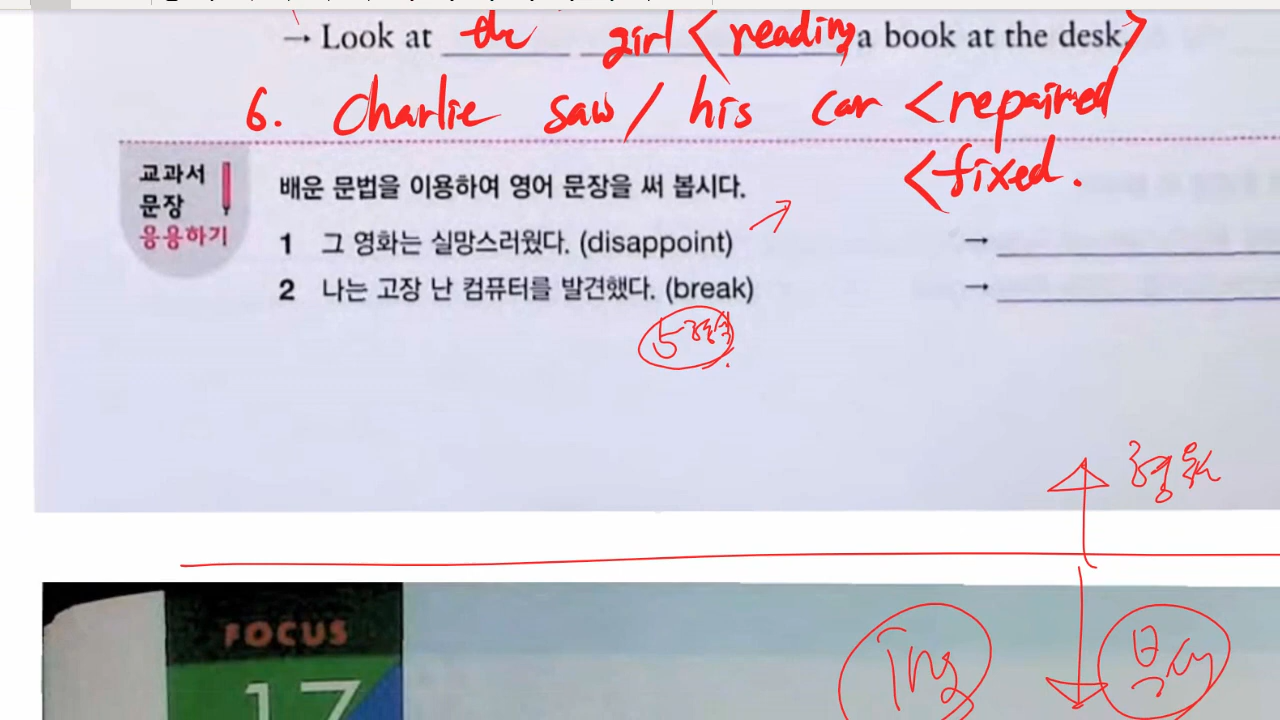 → Look at the girl < reading a book at the desk. >
6. Charlie saw / his car < repaired
< fixed.
교과서
문장
응용하기
배운 문법을 이용하여 영어 문장을 써 봅시다.
1 그 영화는 실망스러웠다. (disappoint) →
2 나는 고장 난 컴퓨터를 발견했다. (break) →
5형식
FOCUS
17
ing